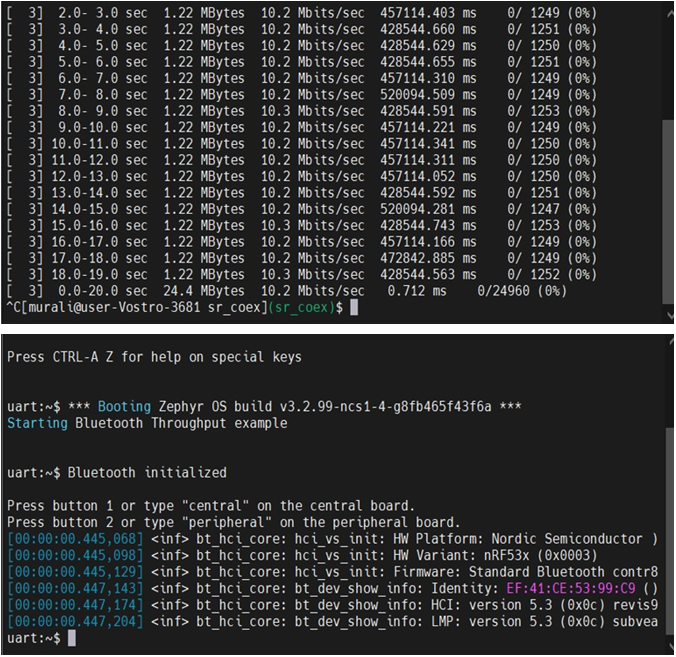 [  3]  2.0- 3.0 sec  1.22 MBytes  10.2 Mbits/sec  457114.403 ms    0/ 1249 (0%)
[  3]  3.0- 4.0 sec  1.22 MBytes  10.2 Mbits/sec  428544.660 ms    0/ 1251 (0%)
[  3]  4.0- 5.0 sec  1.22 MBytes  10.2 Mbits/sec  428544.629 ms    0/ 1250 (0%)
[  3]  5.0- 6.0 sec  1.22 MBytes  10.2 Mbits/sec  428544.655 ms    0/ 1251 (0%)
[  3]  6.0- 7.0 sec  1.22 MBytes  10.2 Mbits/sec  457114.310 ms    0/ 1249 (0%)
[  3]  7.0- 8.0 sec  1.22 MBytes  10.2 Mbits/sec  520094.509 ms    0/ 1249 (0%)
[  3]  8.0- 9.0 sec  1.22 MBytes  10.3 Mbits/sec  428544.591 ms    0/ 1253 (0%)
[  3]  9.0-10.0 sec  1.22 MBytes  10.2 Mbits/sec  457114.221 ms    0/ 1249 (0%)
[  3] 10.0-11.0 sec  1.22 MBytes  10.2 Mbits/sec  457114.341 ms    0/ 1250 (0%)
[  3] 11.0-12.0 sec  1.22 MBytes  10.2 Mbits/sec  457114.311 ms    0/ 1250 (0%)
[  3] 12.0-13.0 sec  1.22 MBytes  10.2 Mbits/sec  457114.052 ms    0/ 1250 (0%)
[  3] 13.0-14.0 sec  1.22 MBytes  10.2 Mbits/sec  428544.592 ms    0/ 1251 (0%)
[  3] 14.0-15.0 sec  1.22 MBytes  10.2 Mbits/sec  520094.281 ms    0/ 1247 (0%)
[  3] 15.0-16.0 sec  1.22 MBytes  10.3 Mbits/sec  428544.743 ms    0/ 1253 (0%)
[  3] 16.0-17.0 sec  1.22 MBytes  10.2 Mbits/sec  457114.166 ms    0/ 1249 (0%)
[  3] 17.0-18.0 sec  1.22 MBytes  10.2 Mbits/sec  472842.885 ms    0/ 1249 (0%)
[  3] 18.0-19.0 sec  1.22 MBytes  10.3 Mbits/sec  428544.563 ms    0/ 1252 (0%)
[  3]  0.0-20.0 sec  24.4 MBytes  10.2 Mbits/sec   0.712 ms    0/24960 (0%)
^C[murali@user-Vostro-3681 sr_coex](sr_coex)$
Press CTRL-A Z for help on special keys
uart:~$ *** Booting Zephyr OS build v3.2.99-ncs1-4-g8fb465f43f6a ***
Starting Bluetooth Throughput example
uart:~$ Bluetooth initialized
Press button 1 or type "central" on the central board.
Press button 2 or type "peripheral" on the peripheral board.
[00:00:00.445,068] <inf> bt_hci_core: hci_vs_init: HW Platform: Nordic Semiconductor )
[00:00:00.445,098] <inf> bt_hci_core: hci_vs_init: HW Variant: nRF53x (0x0003)
[00:00:00.445,129] <inf> bt_hci_core: hci_vs_init: Firmware: Standard Bluetooth contr8
[00:00:00.447,143] <inf> bt_hci_core: bt_dev_show_info: Identity: EF:41:CE:53:99:C9 ()
[00:00:00.447,174] <inf> bt_hci_core: bt_dev_show_info: HCI: version 5.3 (0x0c) revis9
[00:00:00.447,204] <inf> bt_hci_core: bt_dev_show_info: LMP: version 5.3 (0x0c) subvea
uart:~$